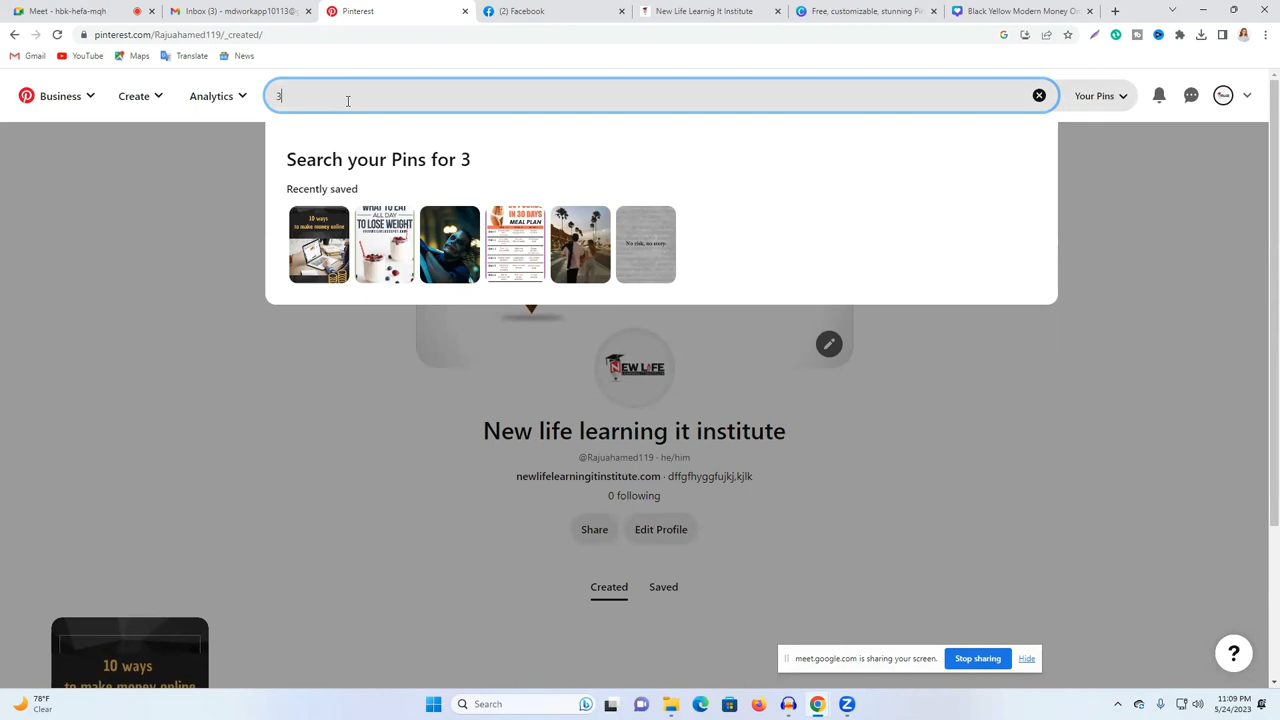 Meet - hbk-hefa-mqh
Inbox (3) - mdworkapp10113@g
Pinterest
(2) Facebook
New Life Learnig It Institute
Free, customizable, stunning Pi
Black Yellow Modern Money On
pinterest.com/Rajuahamed119/_created/
Gmail
YouTube
Maps
Translate
News
Business
Create
Analytics
3
Your Pins
Search your Pins for 3
Recently saved
10 ways
to make money online
WHAT TO EAT
ALL DAY
TO LOSE WEIGHT
IN 30 DAYS
MEAL PLAN
No risk, no story.
NEW LIFE
New life learning it institute
@Rajuahamed119 · he/him
newlifelearningitinstitute.com · dffgfhyggfujkj.kjlk
0 following
Share
Edit Profile
Created
Saved
10 ways
to make money online
meet.google.com is sharing your screen.
Stop sharing
Hide
?
78°F
Clear
Search
11:09 PM
5/24/2023